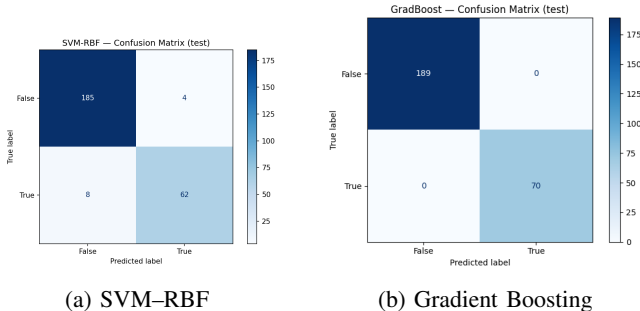 SVM-RBF — Confusion Matrix (test)
True label
False
True
185
4
8
62
False
True
Predicted label
175
150
125
100
75
50
25
(a) SVM–RBF
GradBoost — Confusion Matrix (test)
True label
False
True
189
0
0
70
False
True
Predicted label
175
150
125
100
75
50
25
0
(b) Gradient Boosting